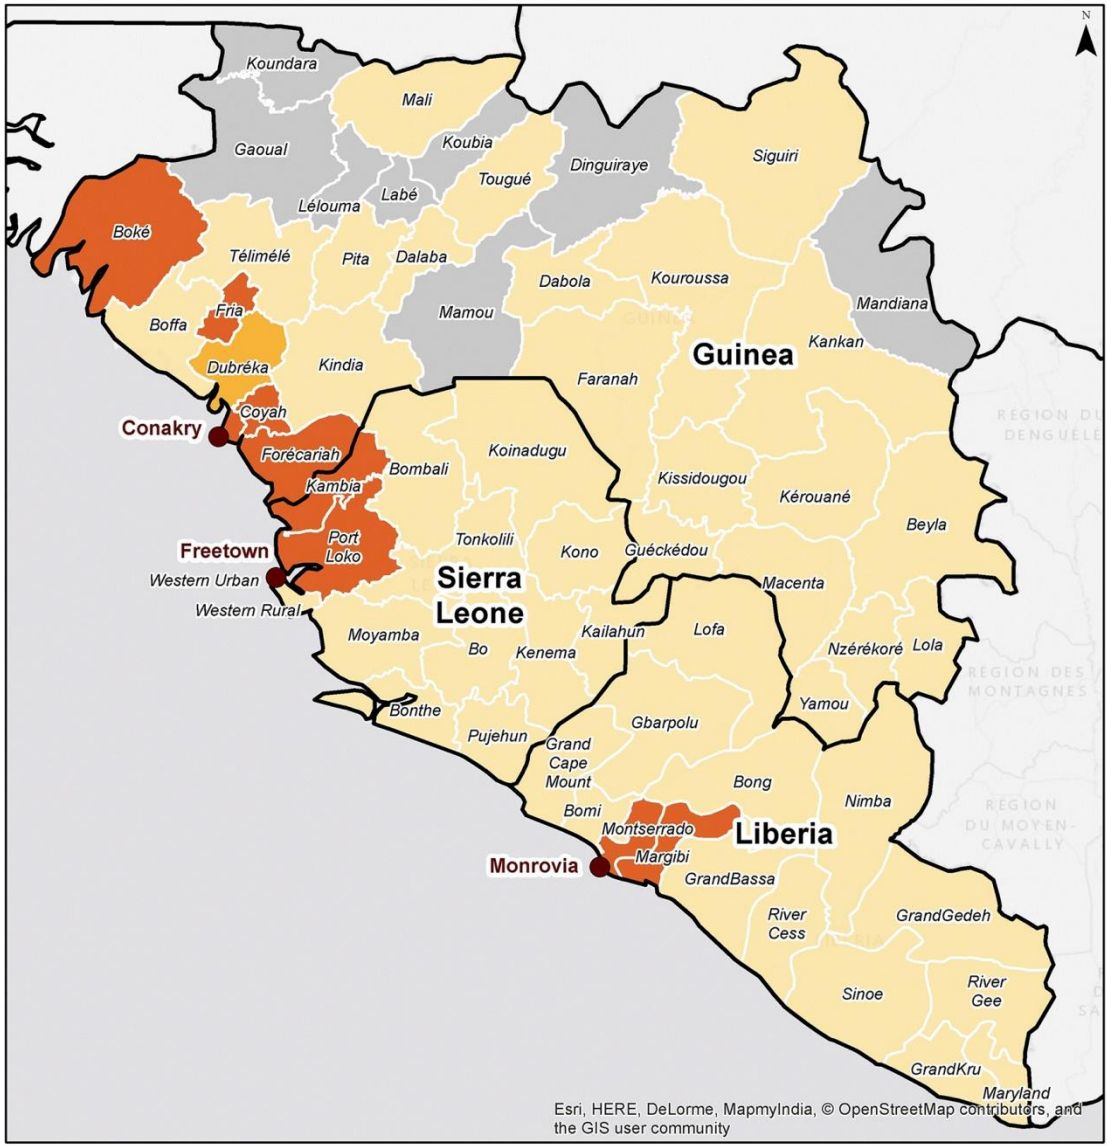 N
Koundara
Mali
Gaoual
Koubia
Dinguiraye
Siguiri
Tougué
Labé
Lélouma
Boké
Télimélé
Pita
Dalaba
Dabola
Kouroussa
Mandiana
Fria
Mamou
Boffa
Kankan
Guinea
Dubréka
Kindia
Faranah
Coyah
REGION DU
DENGUELE
Conakry
Forécariah
Bombali
Koinadugu
Kissidougou
Kambia
Kérouané
Beyla
Port
Loko
Tonkolili
Kono
Guéckédou
Freetown
Western Urban
Sierra
Leone
Macenta
Western Rural
Moyamba
Bo
Kenema
Kailahun
Lofa
Nzérékoré
Lola
REGION DES
MONTAGNES
Yamou
Bonthe
Pujehun
Gbarpolu
Grand
Cape
Mount
Bong
Nimba
REGION
DU MOYEN-
CAVALLY
Bomi
Montserrado
Liberia
Margibi
Monrovia
GrandBassa
River
Cess
GrandGedeh
Sinoe
River
Gee
GrandKru
Maryland
Esri, HERE, DeLorme, MapmyIndia, © OpenStreetMap contributors, and
the GIS user community